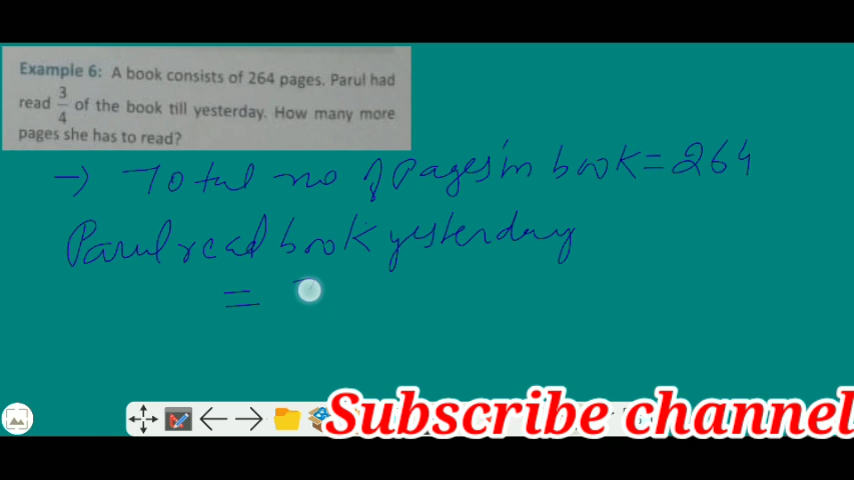 Example 6: A book consists of 264 pages. Parul had
read 3/4 of the book till yesterday. How many more
pages she has to read?
→ Total no of Pages in book = 264
Parul read book yesterday
=
Subscribe channel